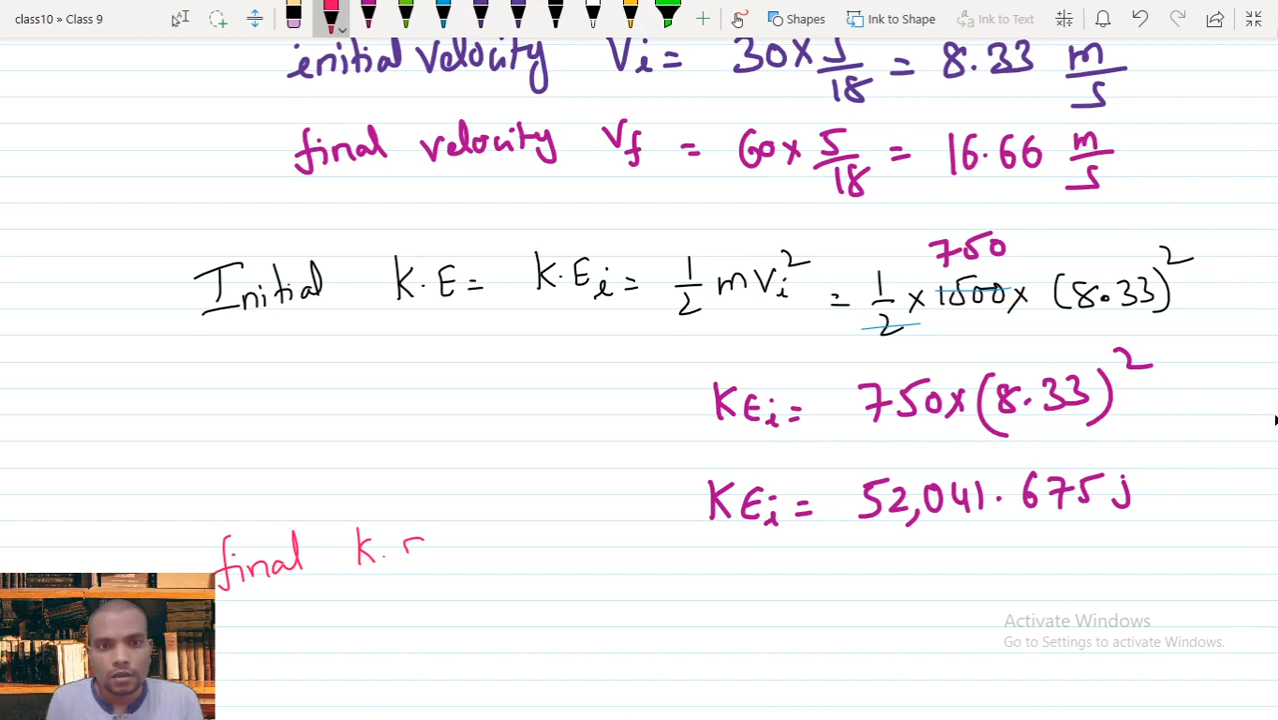 class10 » Class 9 Shapes Ink to Shape Ink to Text
initial velocity Vi = 30 × 5/18 = 8.33 m/s
final velocity Vf = 60 × 5/18 = 16.66 m/s
750
Initial K.E = K.Ei = 1/2 mVi² = 1/2 × 1500 × (8.33)²
KEi = 750 × (8.33)²
KEi = 52,041.675 j
final K.
Activate Windows
Go to Settings to activate Windows.